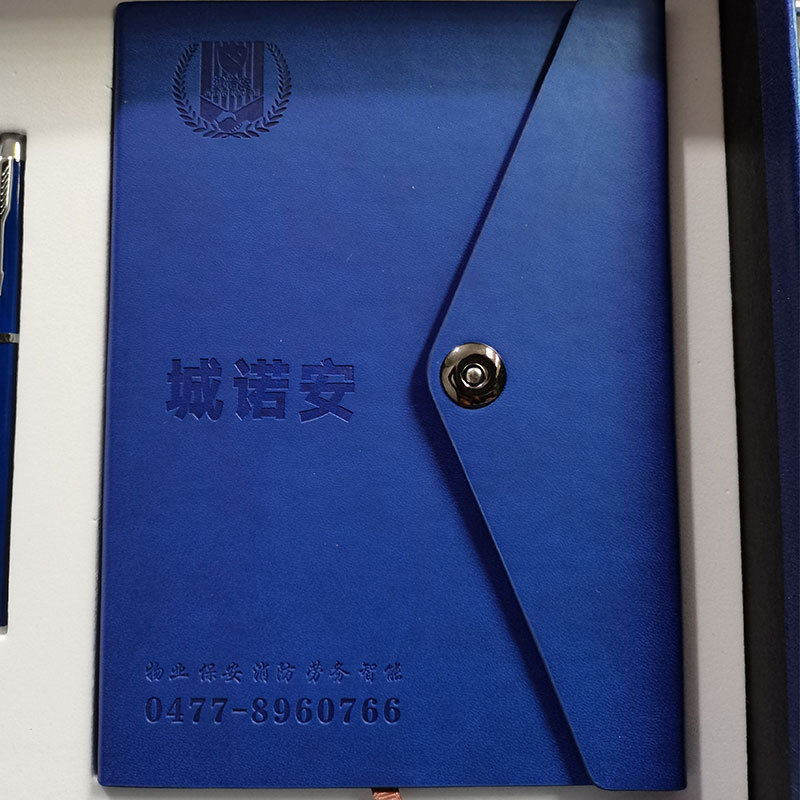 城诺安
物业 保安 消防 劳务 智能
0477-8960766